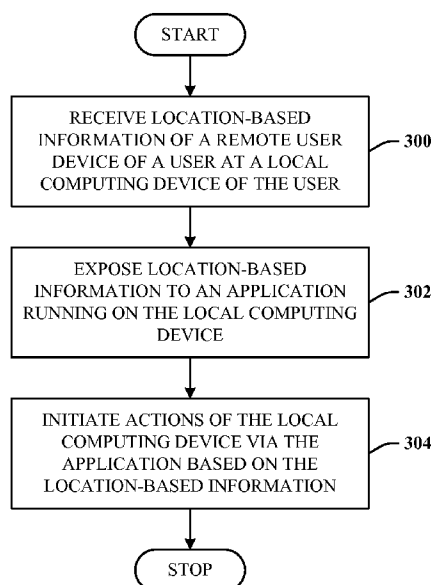 START
RECEIVE LOCATION-BASED
INFORMATION OF A REMOTE USER
DEVICE OF A USER AT A LOCAL
COMPUTING DEVICE OF THE USER
300
EXPOSE LOCATION-BASED
INFORMATION TO AN APPLICATION
RUNNING ON THE LOCAL COMPUTING
DEVICE
302
INITIATE ACTIONS OF THE LOCAL
COMPUTING DEVICE VIA THE
APPLICATION BASED ON THE
LOCATION-BASED INFORMATION
304
STOP